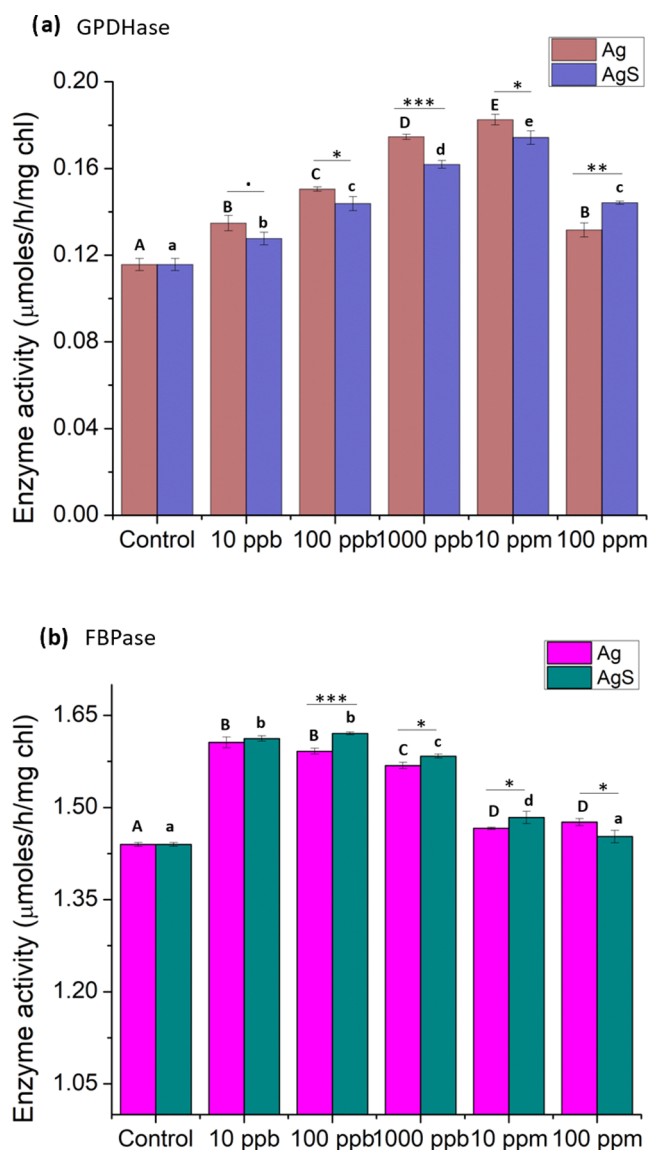 (a) GPDHase
Ag
AgS
Enzyme activity (μmoles/h/mg chl)
0.20
0.16
0.12
0.08
0.04
0.00
A a
B b
.
C c
*
D d
***
E e
*
B c
**
Control 10 ppb 100 ppb 1000 ppb 10 ppm 100 ppm
(b) FBPase
Ag
AgS
Enzyme activity (μmoles/h/mg chl)
1.65
1.50
1.35
1.20
1.05
A a
B b
B b
***
C c
*
D d
*
D a
*
Control 10 ppb 100 ppb 1000 ppb 10 ppm 100 ppm